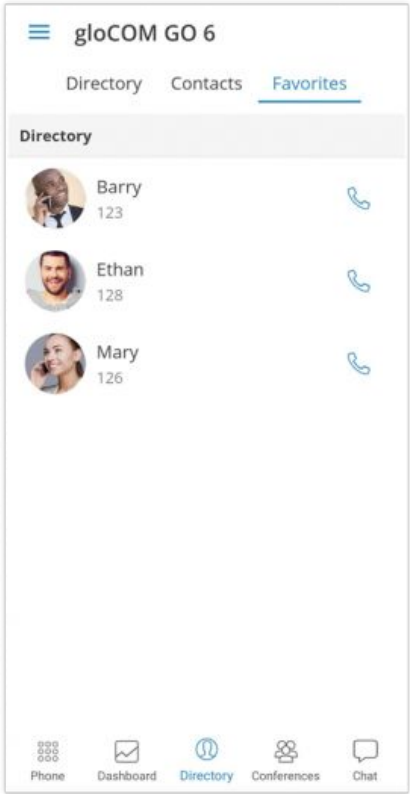 gloCOM GO 6
Directory Contacts Favorites
Directory
Barry
123
Ethan
128
Mary
126
Phone Dashboard Directory Conferences Chat